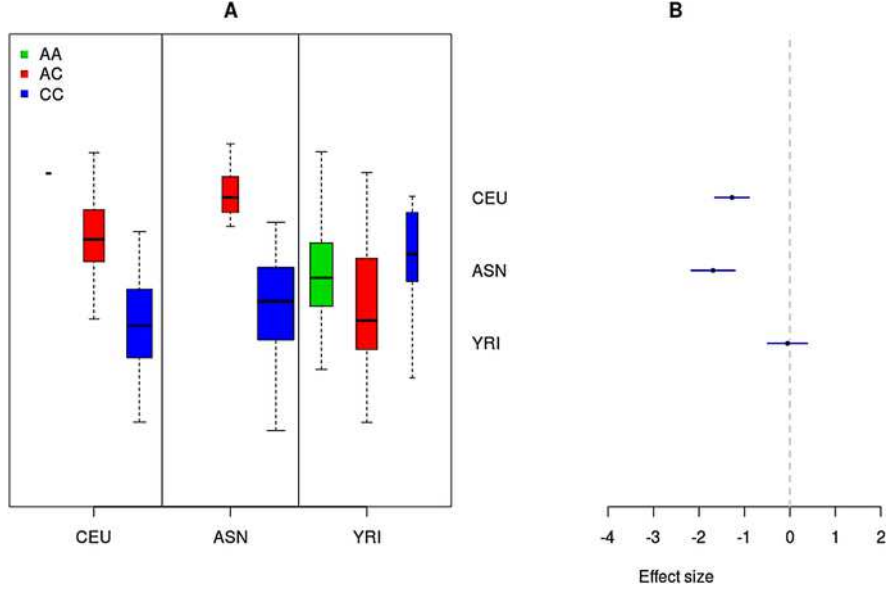 A
B
AA
AC
CC
CEU
ASN
YRI
CEU
ASN
YRI
-4 -3 -2 -1 0 1 2
Effect size